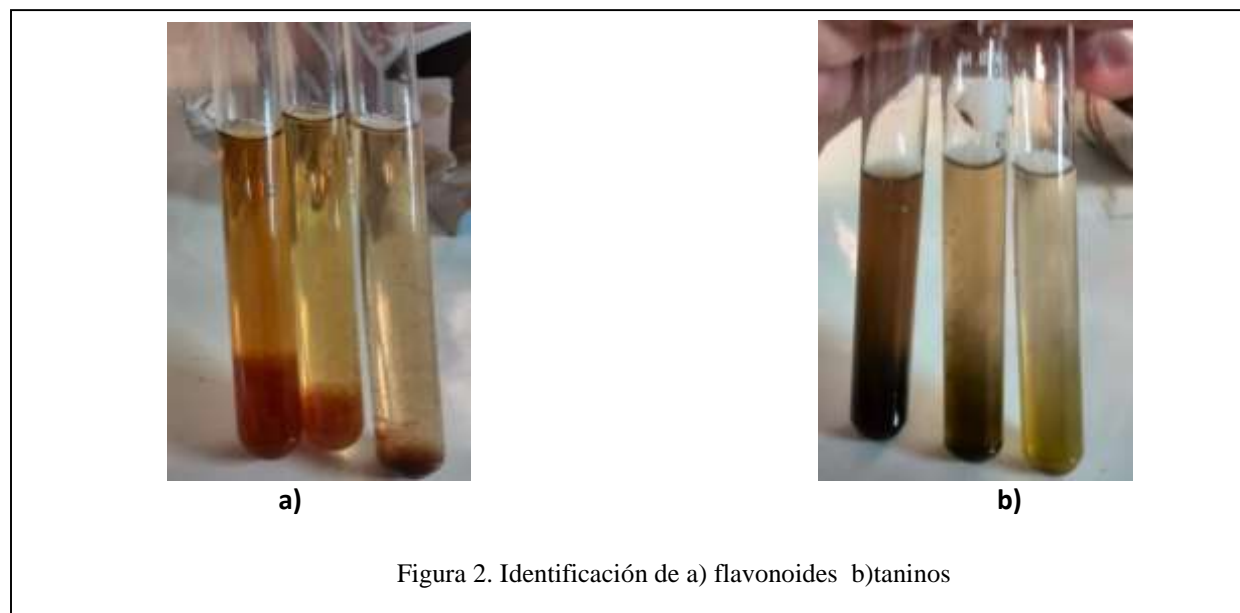 a)
b)
Figura 2. Identificación de a) flavonoides b)taninos